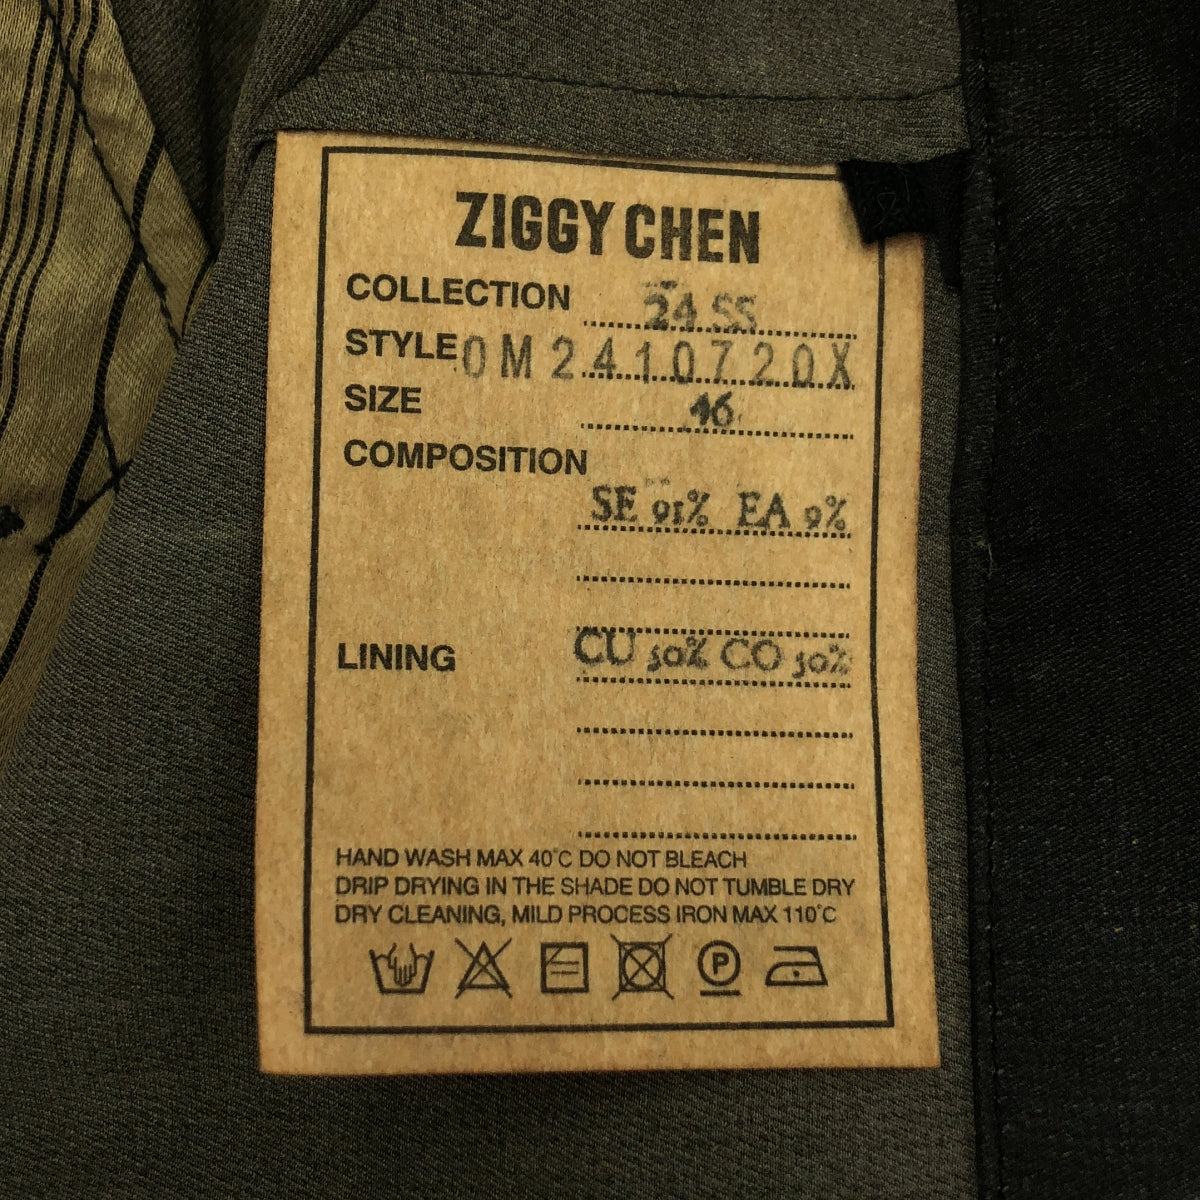 ZIGGY CHEN
COLLECTION 24 SS
STYLE 0M2410720X
SIZE 46
COMPOSITION
SE 91% EA 9%
LINING CU 50% CO 50%
HAND WASH MAX 40°C DO NOT BLEACH
DRIP DRYING IN THE SHADE DO NOT TUMBLE DRY
DRY CLEANING, MILD PROCESS IRON MAX 110°C
P